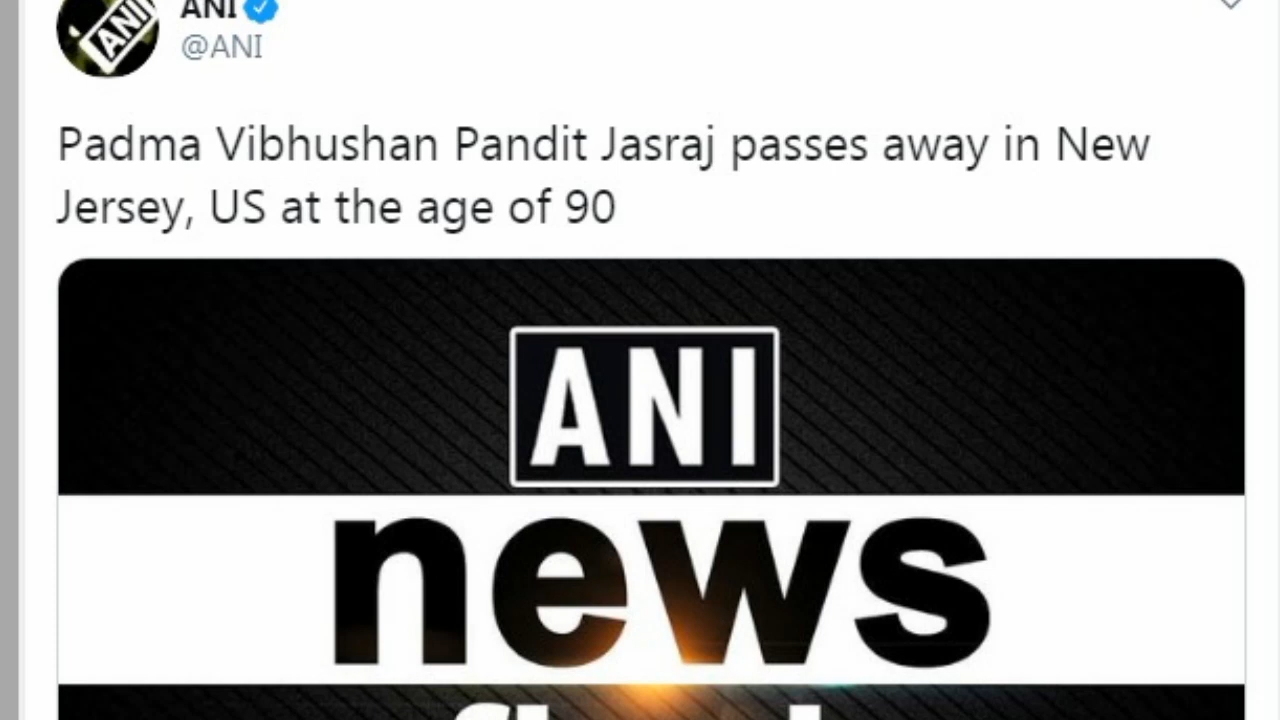 ANI
ANI
@ANI
Padma Vibhushan Pandit Jasraj passes away in New
Jersey, US at the age of 90
ANI
news